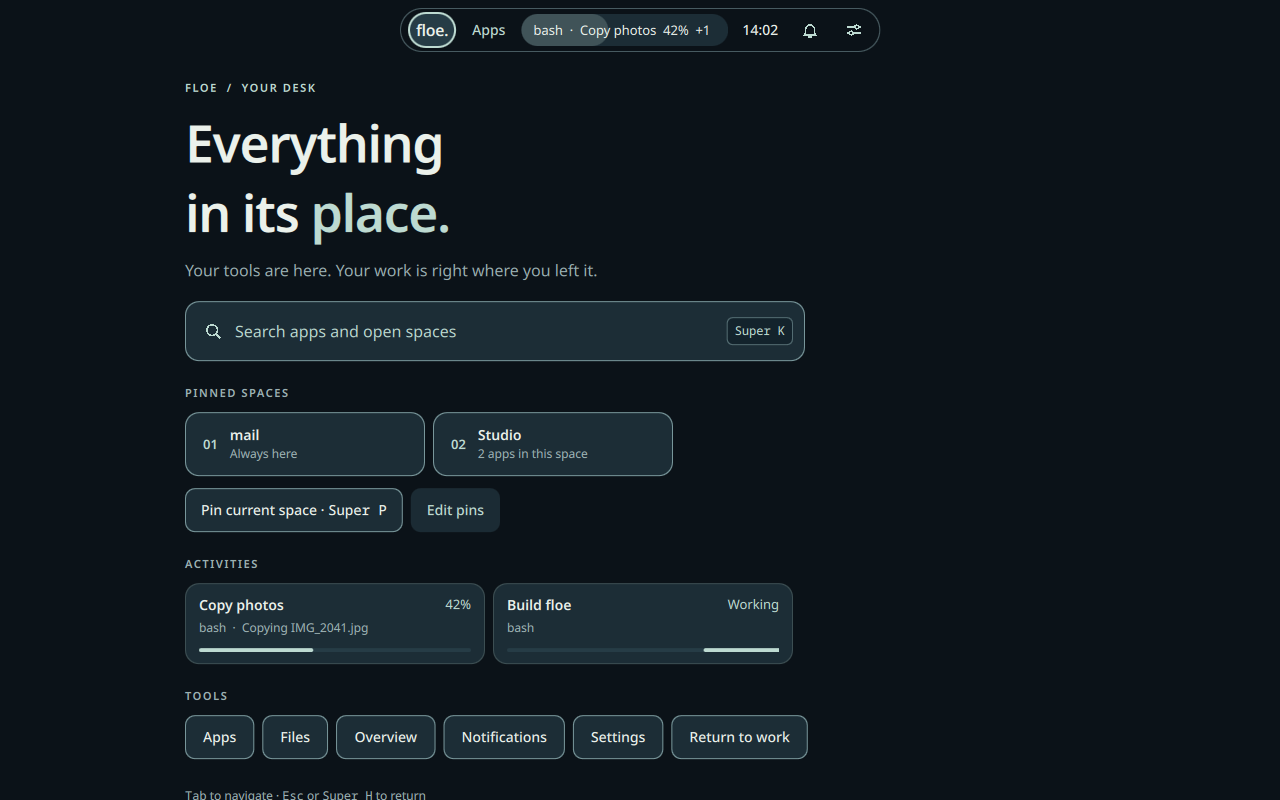 floe. Apps bash · Copy photos 42% +1 14:02
FLOE / YOUR DESK
Everything
in its place.
Your tools are here. Your work is right where you left it.
Search apps and open spaces Super K
PINNED SPACES
01 mail
Always here
02 Studio
2 apps in this space
Pin current space · Super P Edit pins
ACTIVITIES
Copy photos 42%
bash · Copying IMG_2041.jpg
Build floe Working
bash
TOOLS
Apps Files Overview Notifications Settings Return to work
Tab to navigate · Esc or Super H to return